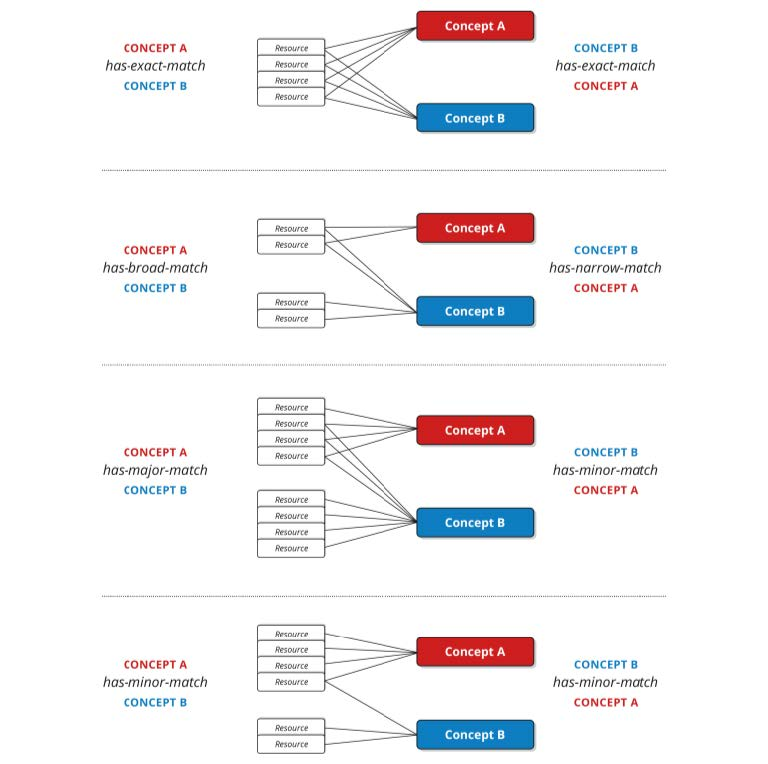 CONCEPT A
has-exact-match
CONCEPT B
Resource
Resource
Resource
Resource
Concept A
Concept B
CONCEPT B
has-exact-match
CONCEPT A
CONCEPT A
has-broad-match
CONCEPT B
Resource
Resource
Resource
Resource
Concept A
Concept B
CONCEPT B
has-narrow-match
CONCEPT A
CONCEPT A
has-major-match
CONCEPT B
Resource
Resource
Resource
Resource
Resource
Resource
Resource
Resource
Concept A
Concept B
CONCEPT B
has-minor-match
CONCEPT A
CONCEPT A
has-minor-match
CONCEPT B
Resource
Resource
Resource
Resource
Resource
Resource
Concept A
Concept B
CONCEPT B
has-minor-match
CONCEPT A